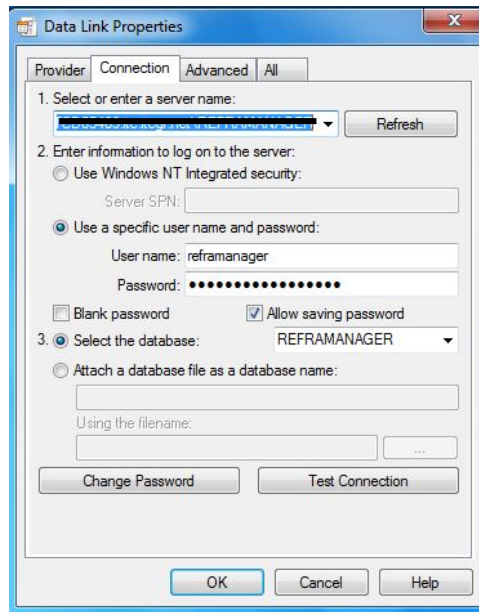 Data Link Properties
Provider Connection Advanced All
1. Select or enter a server name:
Refresh
2. Enter information to log on to the server:
Use Windows NT Integrated security:
Server SPN:
Use a specific user name and password:
User name: reframanager
Password: •••••••••••••••••
Blank password Allow saving password
3. Select the database: REFRAMANAGER
Attach a database file as a database name:
Using the filename:
...
Change Password Test Connection
OK Cancel Help